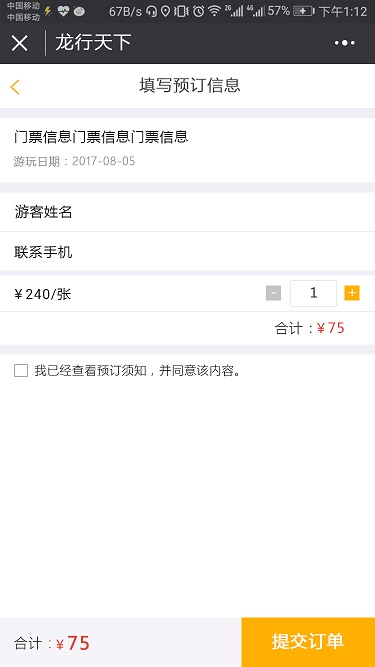 中国移动
中国移动
67B/s 2G 4G 57% 下午1:12
龙行天下
填写预订信息
门票信息门票信息门票信息
游玩日期：2017-08-05
游客姓名
联系手机
¥240/张 - 1 +
合计：¥75
我已经查看预订须知，并同意该内容。
合计：¥75 提交订单